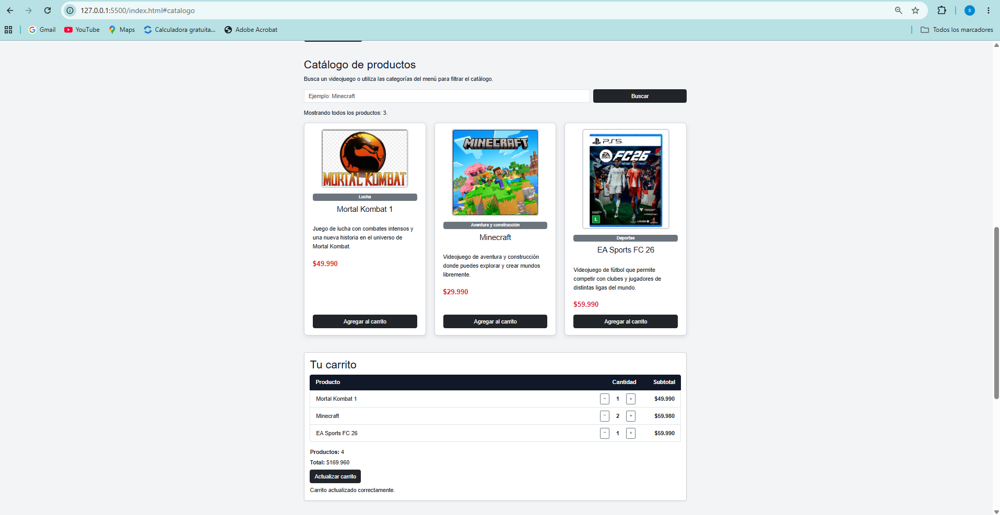 127.0.0.1:5500/index.html#catalogo
S
Gmail
YouTube
Maps
Calculadora gratuita...
Adobe Acrobat
Todos los marcadores
Catálogo de productos
Busca un videojuego o utiliza las categorías del menú para filtrar el catálogo.
Ejemplo: Minecraft
Buscar
Mostrando todos los productos: 3.
MORTAL KOMBAT
Lucha
Mortal Kombat 1
Juego de lucha con combates intensos y
una nueva historia en el universo de
Mortal Kombat.
$49.990
Agregar al carrito
MINECRAFT
Aventura y construcción
Minecraft
Videojuego de aventura y construcción
donde puedes explorar y crear mundos
libremente.
$29.990
Agregar al carrito
PS5
EA SPORTS FC26
L
LALIGA
Deportes
EA Sports FC 26
Videojuego de fútbol que permite
competir con clubes y jugadores de
distintas ligas del mundo.
$59.990
Agregar al carrito
Tu carrito
Producto Cantidad Subtotal
Mortal Kombat 1 − 1 + $49.990
Minecraft − 2 + $59.980
EA Sports FC 26 − 1 + $59.990
Productos: 4
Total: $169.960
Actualizar carrito
Carrito actualizado correctamente.